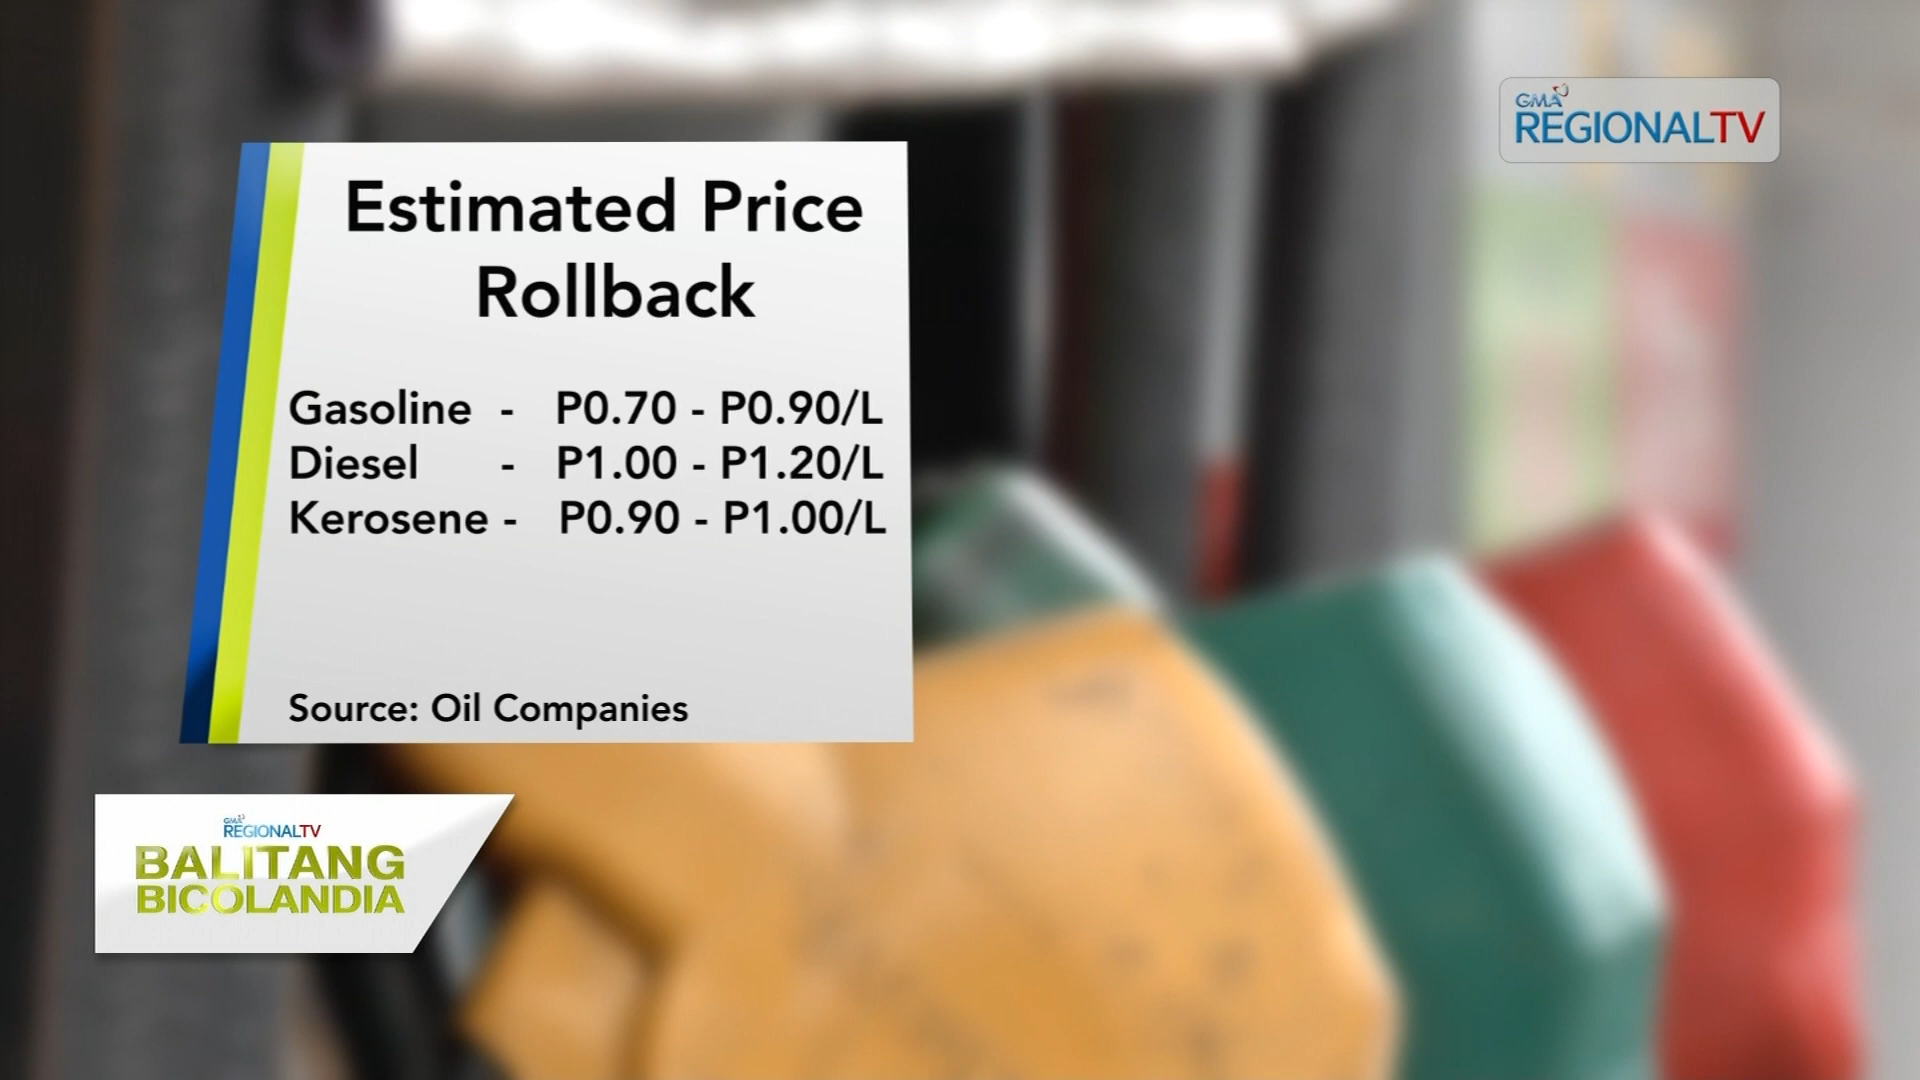 GMA
REGIONALTV
Estimated Price
Rollback
Gasoline - P0.70 - P0.90/L
Diesel - P1.00 - P1.20/L
Kerosene - P0.90 - P1.00/L
Source: Oil Companies
GMA
REGIONALTV
BALITANG
BICOLANDIA